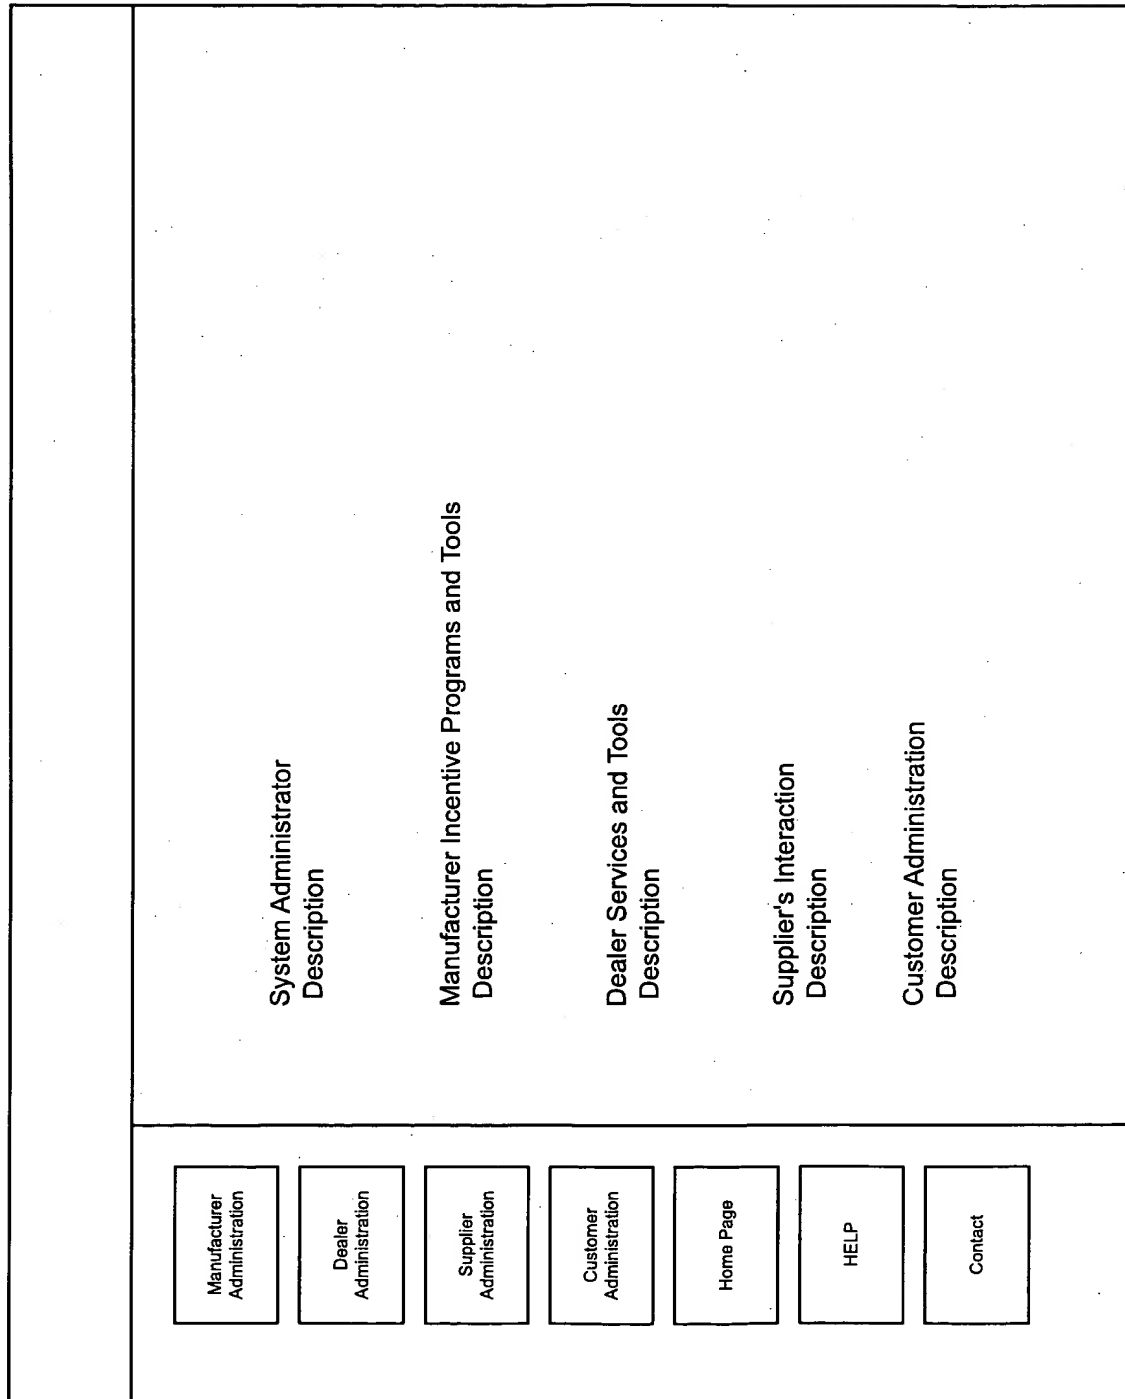 Manufacturer
Administration
Dealer
Administration
Supplier
Administration
Customer
Administration
Home Page
HELP
Contact
System Administrator
Description
Manufacturer Incentive Programs and Tools
Description
Dealer Services and Tools
Description
Supplier's Interaction
Description
Customer Administration
Description